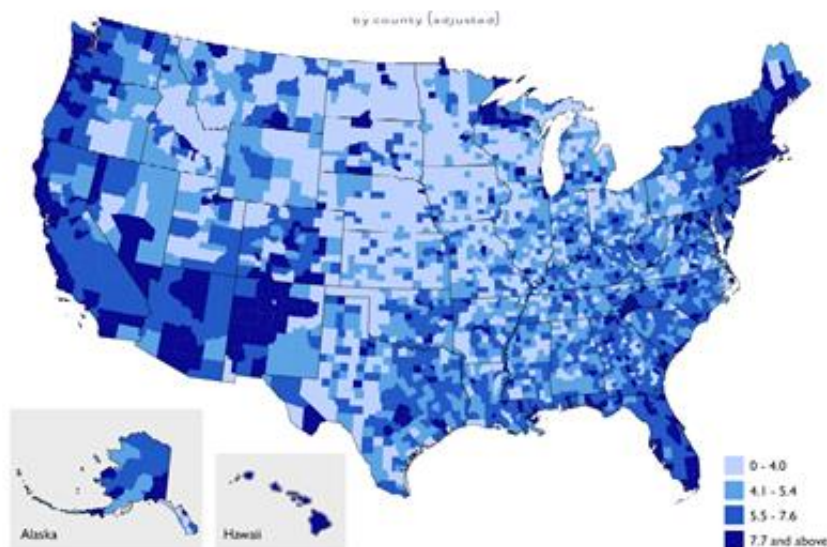 by county (adjusted)
0 - 4.0
4.1 - 5.4
5.5 - 7.6
7.7 and above
Alaska
Hawaii